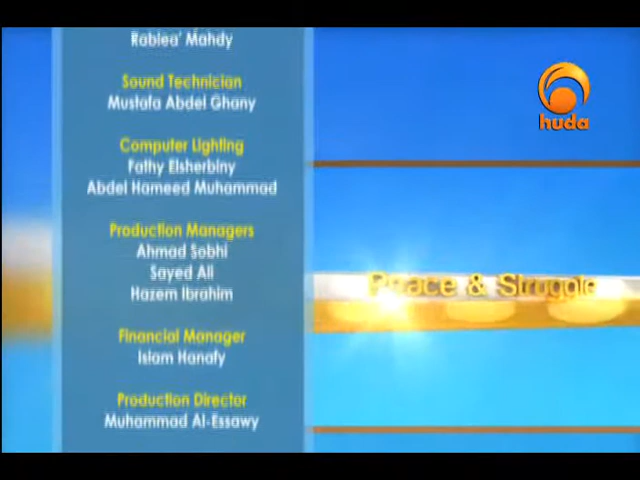 Rabiea' Mahdy
Sound Technician
Mustafa Abdel Ghany
Computer Lighting
Fathy Elsherbiny
Abdel Hameed Muhammad
Production Managers
Ahmad Sobhi
Sayed Ali
Hazem Ibrahim
Financial Manager
Islam Hanafy
Production Director
Muhammad Al-Essawy
huda
Peace & Struggle